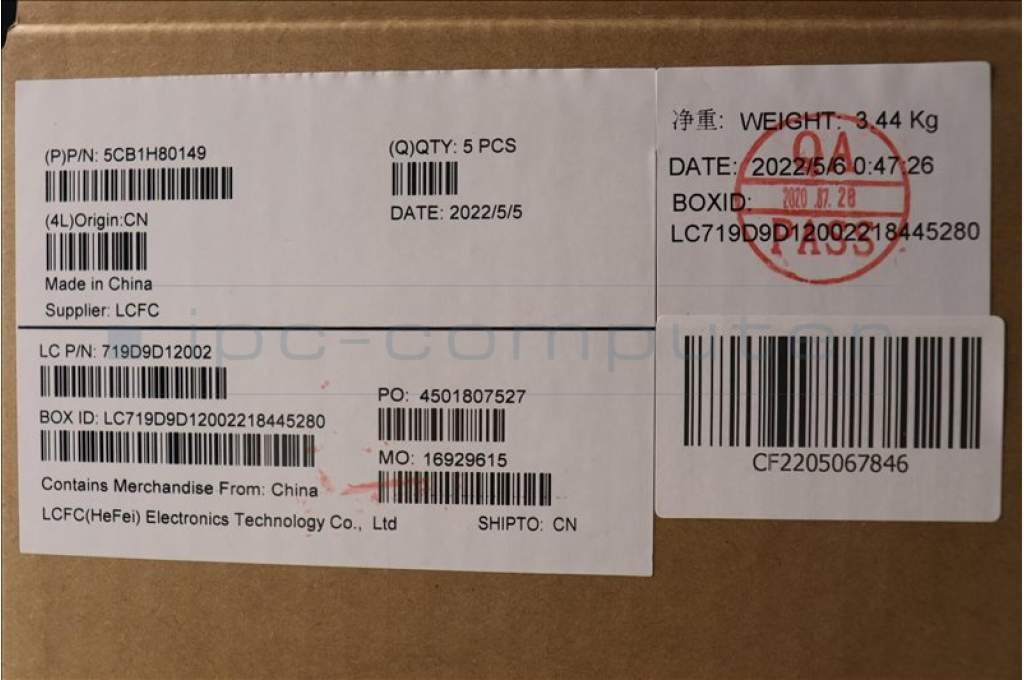 (P)P/N: 5CB1H80149
(Q)QTY: 5 PCS
(4L)Origin:CN
DATE: 2022/5/5
Made in China
Supplier: LCFC
LC P/N: 719D9D12002
PO: 4501807527
BOX ID: LC719D9D12002218445280
MO: 16929615
Contains Merchandise From: China
LCFC(HeFei) Electronics Technology Co., Ltd
SHIPTO: CN
净重: WEIGHT: 3.44 Kg
DATE: 2022/5/6 0:47:26
BOXID:
LC719D9D12002218445280
QA
2020 .07. 28
PASS
CF2205067846
ipc-computer